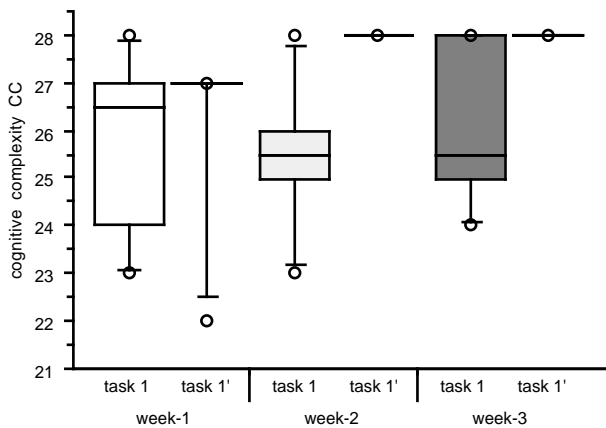 cognitive complexity CC
28
27
26
25
24
23
22
21
task 1 task 1' task 1 task 1' task 1 task 1'
week-1 week-2 week-3